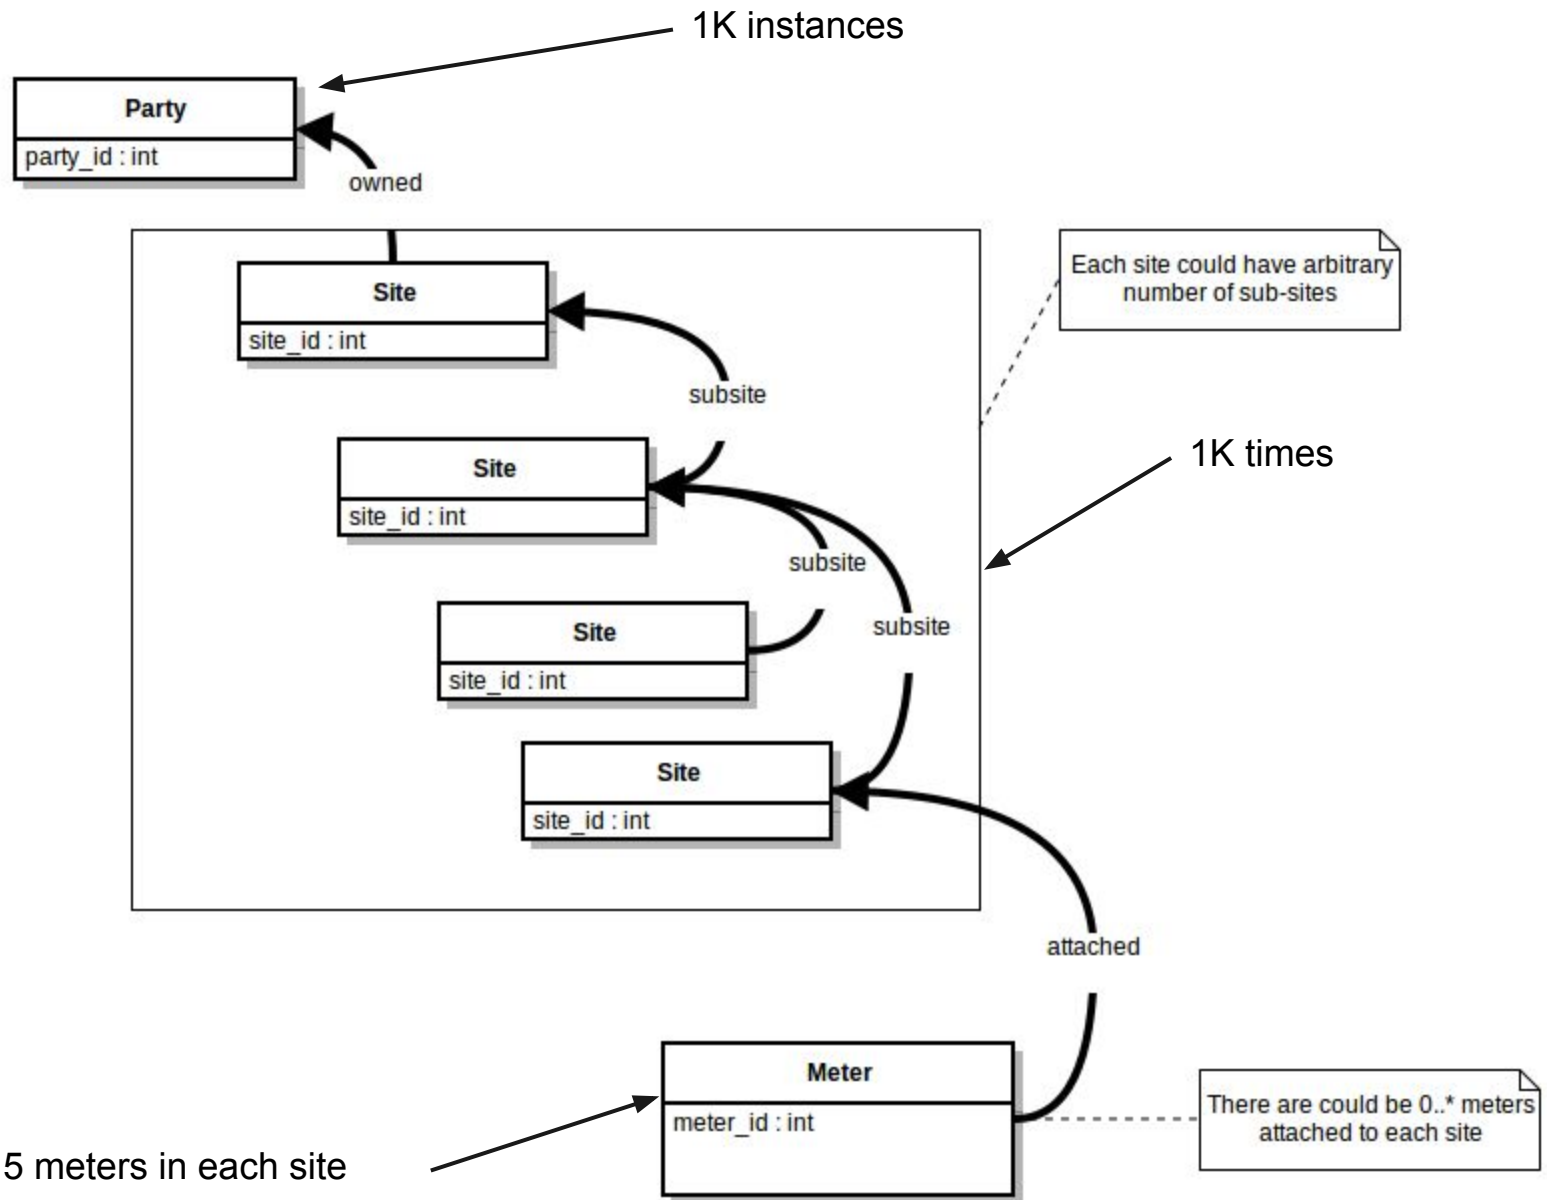 1K instances
Party
party_id : int
owned
Site
site_id : int
Each site could have arbitrary
number of sub-sites
subsite
1K times
Site
site_id : int
subsite
Site
site_id : int
subsite
Site
site_id : int
attached
Meter
meter_id : int
There are could be 0..* meters
attached to each site
5 meters in each site